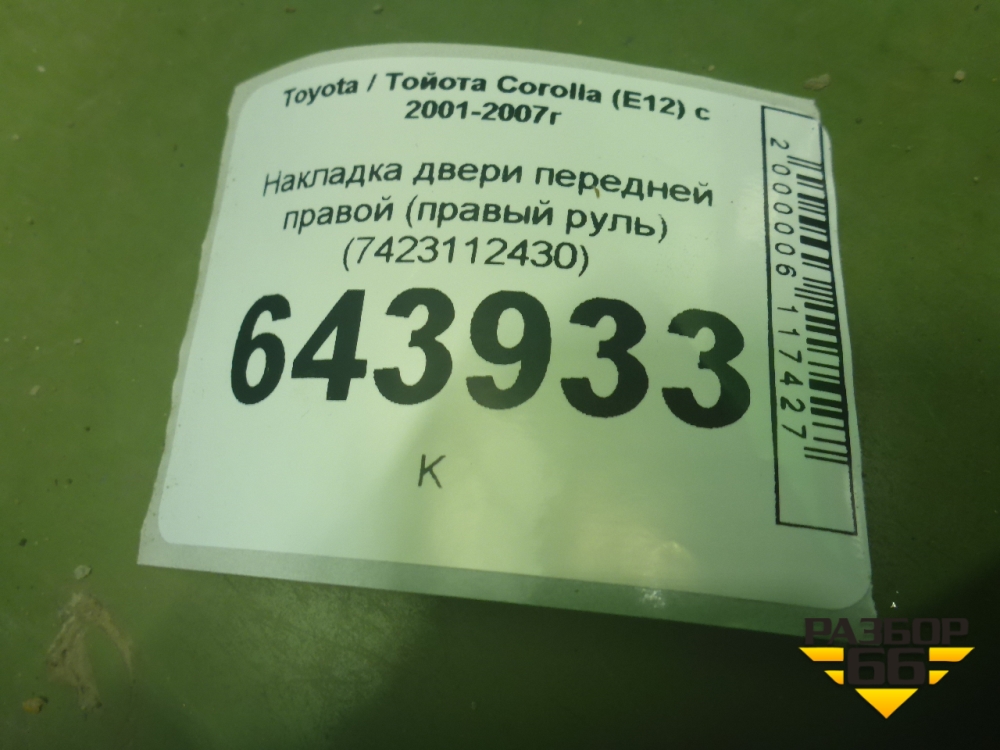 Toyota / Тойота Corolla (E12) с
2001-2007г
Накладка двери передней
правой (правый руль)
(7423112430)
643933
К
2000006117427
РАЗБОР
66